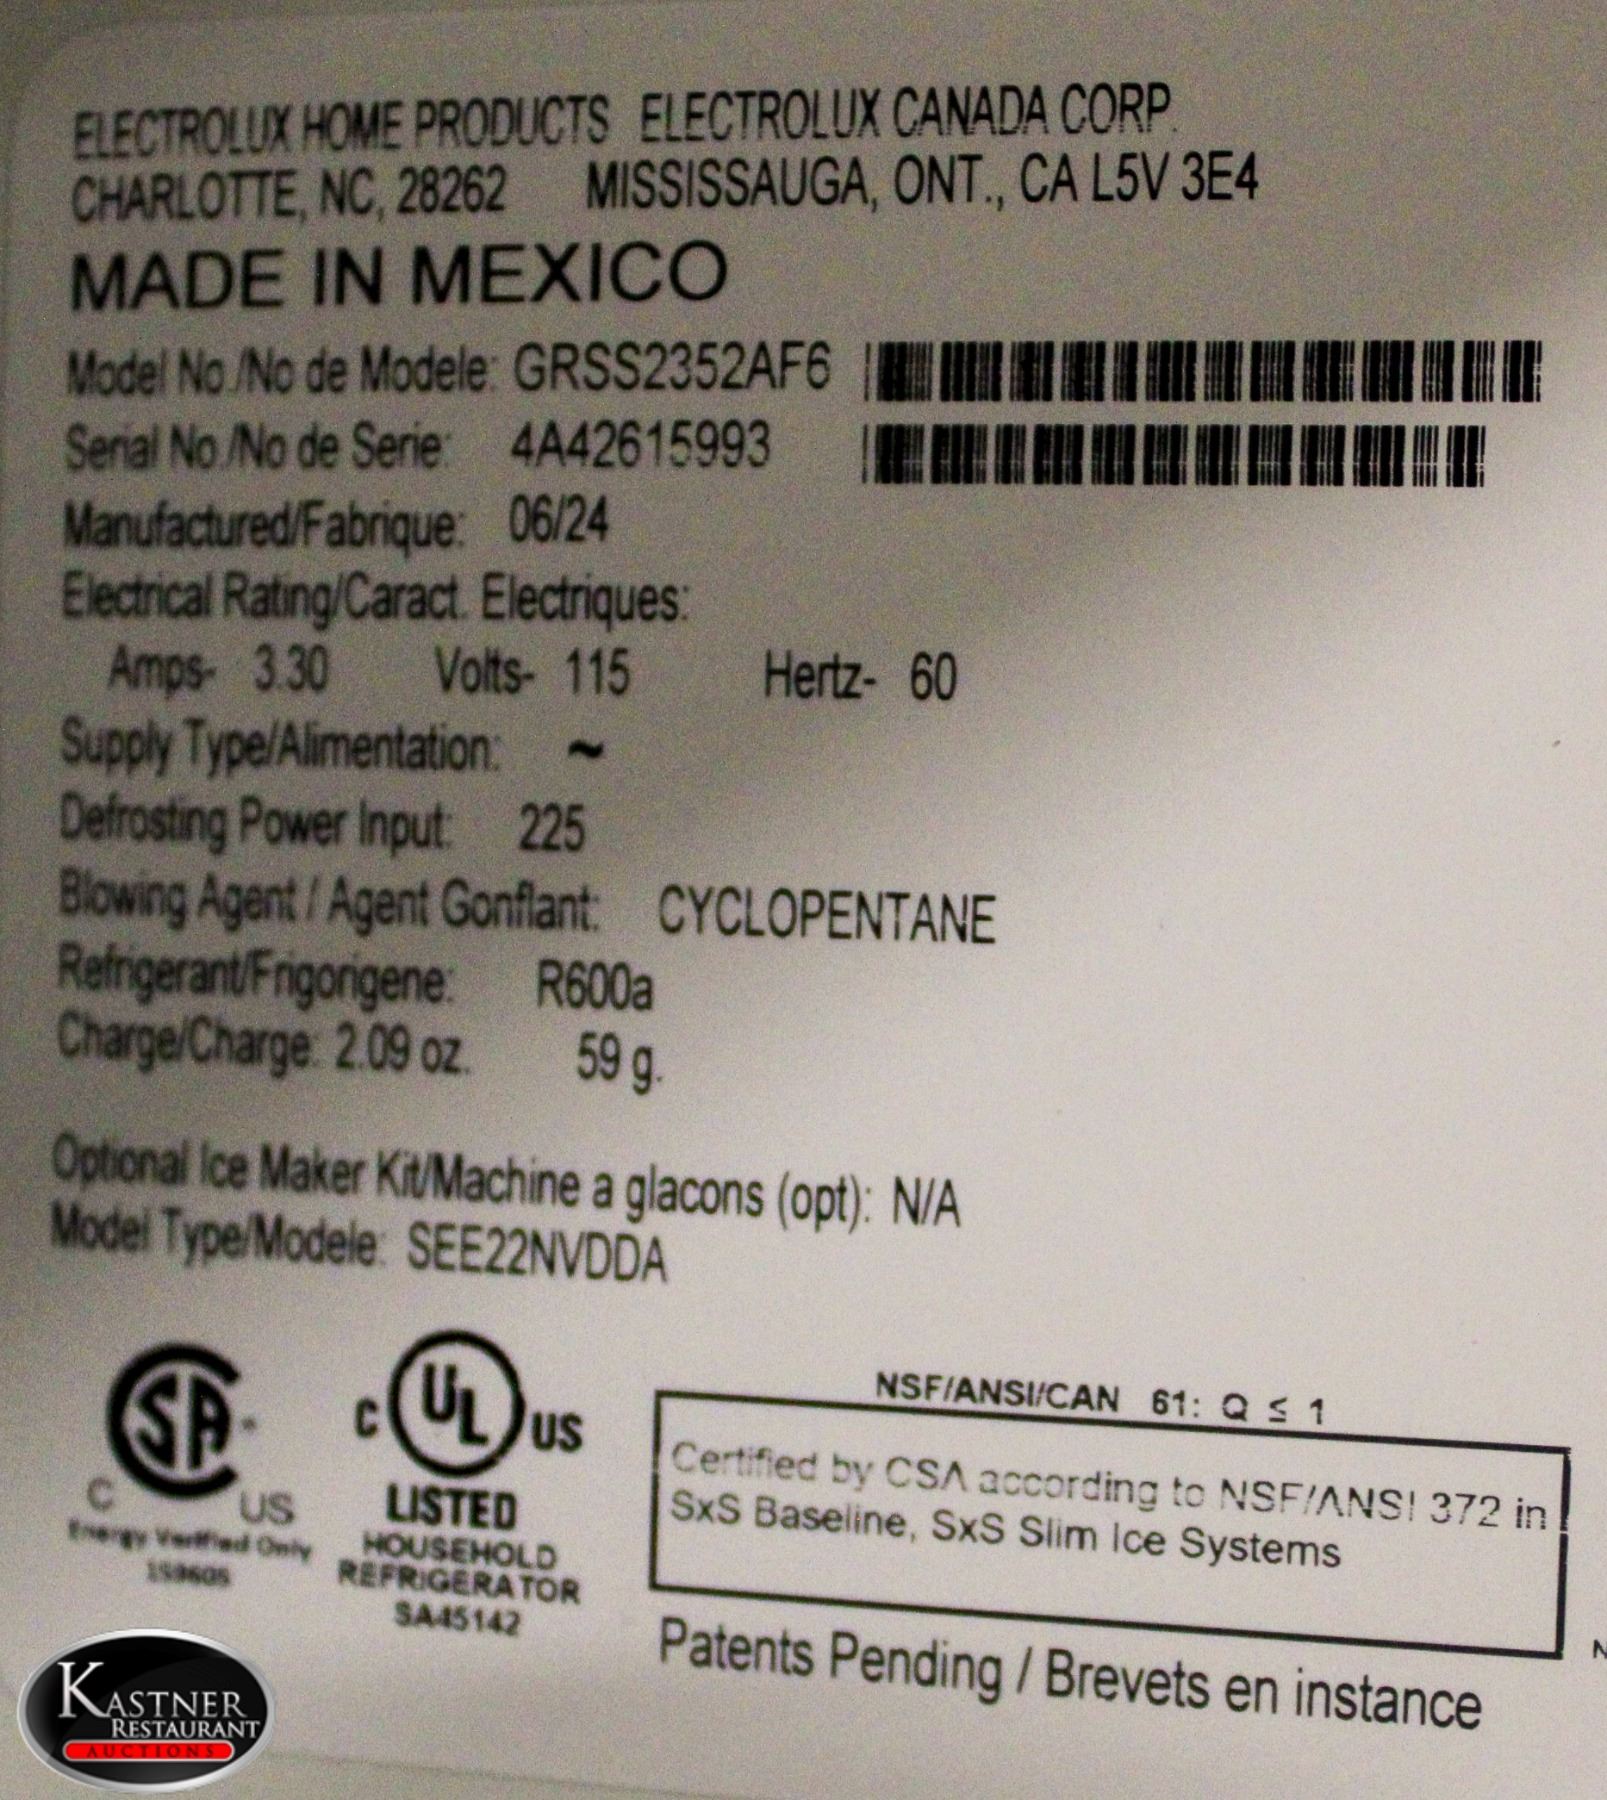 ELECTROLUX HOME PRODUCTS ELECTROLUX CANADA CORP.
CHARLOTTE, NC, 28262 MISSISSAUGA, ONT., CA L5V 3E4
MADE IN MEXICO
Model No./No de Modele: GRSS2352AF6
Serial No./No de Serie: 4A42615993
Manufactured/Fabrique: 06/24
Electrical Rating/Caract. Electriques:
Amps- 3.30 Volts- 115 Hertz- 60
Supply Type/Alimentation: ~
Defrosting Power Input: 225
Blowing Agent / Agent Gonflant: CYCLOPENTANE
Refrigerant/Frigorigene: R600a
Charge/Charge: 2.09 oz. 59 g.
Optional Ice Maker Kit/Machine a glacons (opt): N/A
Model Type/Modele: SEE22NVDDA
SA
C US
Energy Verified Only
C UL US
LISTED
HOUSEHOLD
REFRIGERATOR
SA45142
NSF/ANSI/CAN 61: Q ≤ 1
Certified by CSA according to NSF/ANSI 372 in
SxS Baseline, SxS Slim Ice Systems
Patents Pending / Brevets en instance
KASTNER
RESTAURANT
AUCTIONS